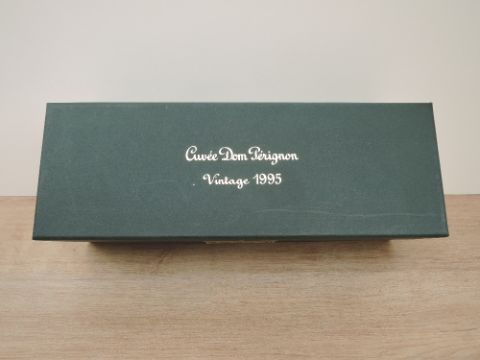 Cuvée Dom Pérignon
Vintage 1995